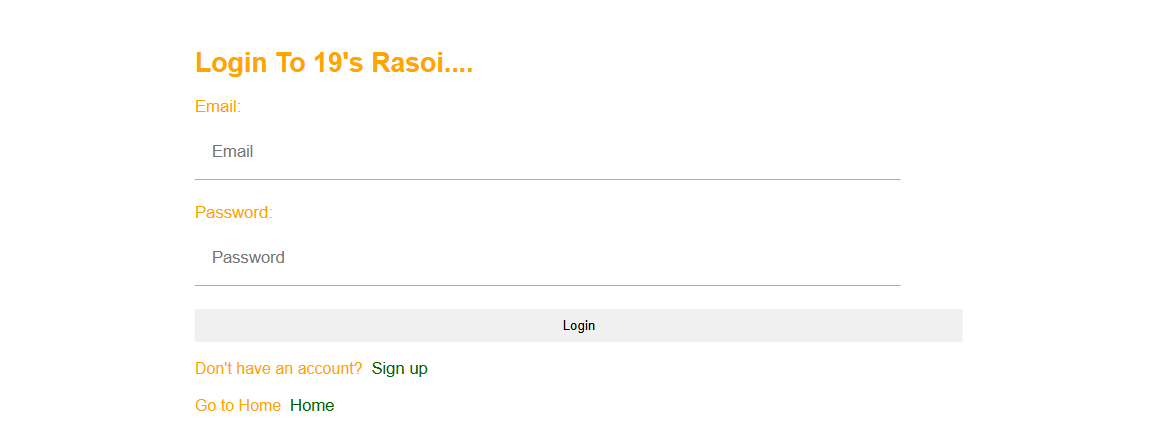 Login To 19's Rasoi....
Email:
Email
Password:
Password
Login
Don't have an account? Sign up
Go to Home Home